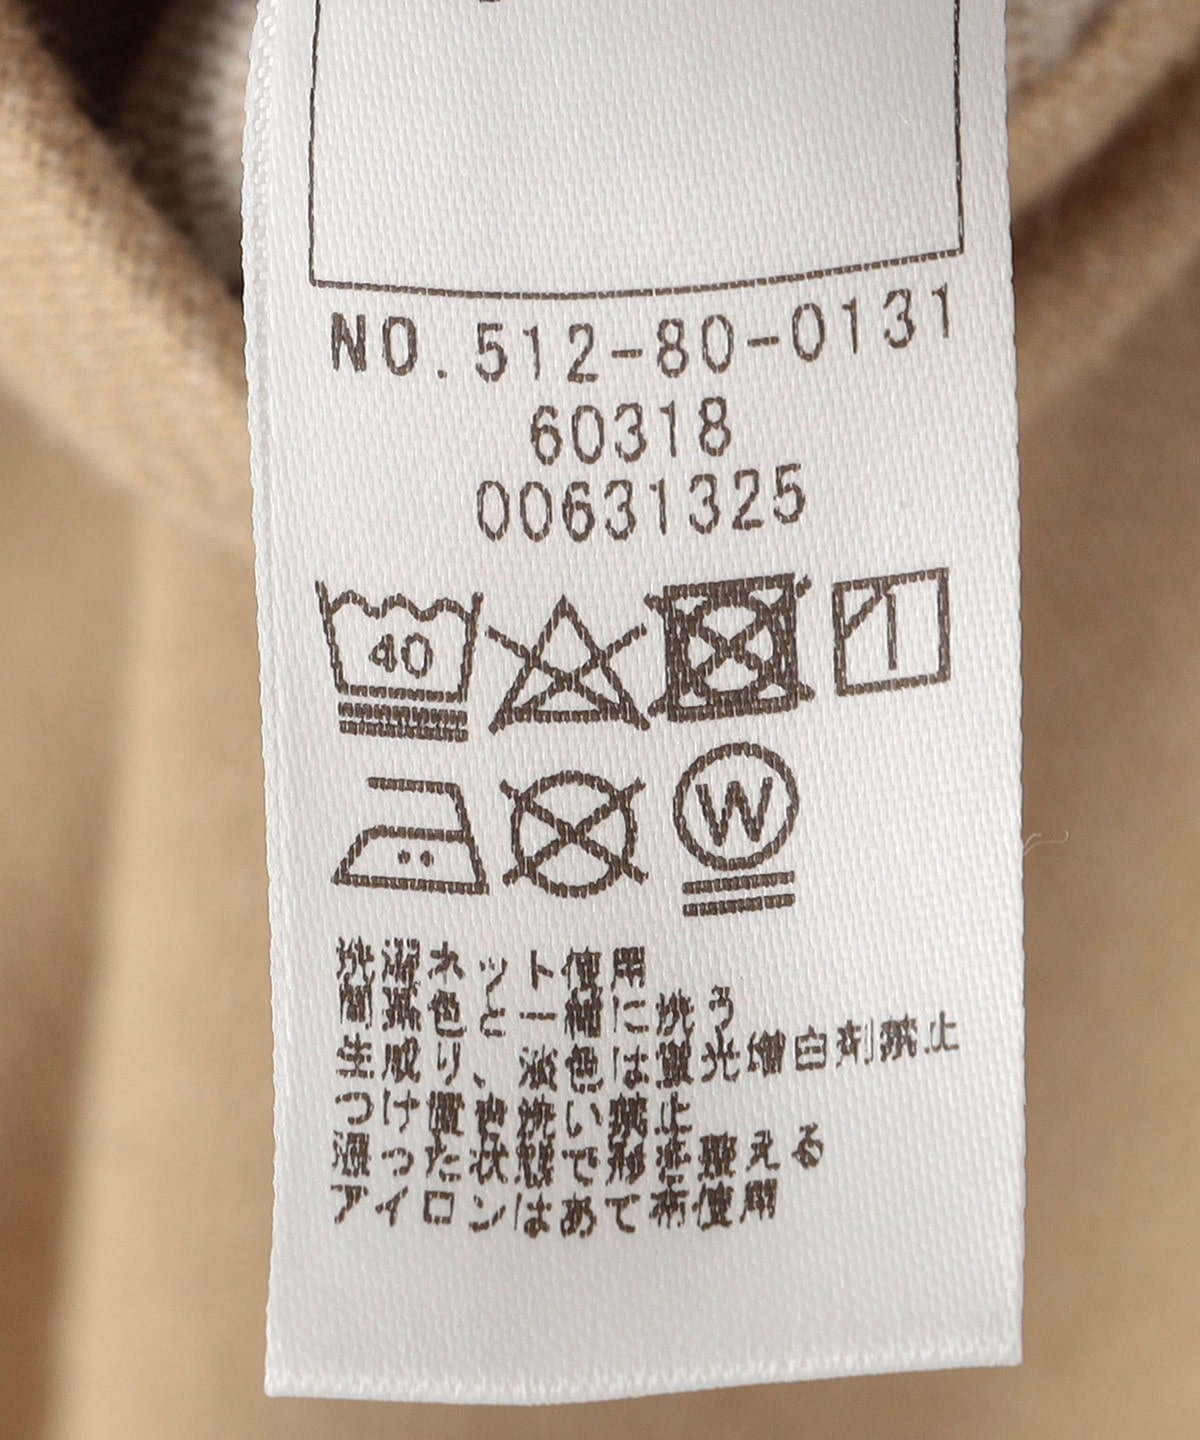 NO.512-80-0131
60318
00631325
40
W
洗濯ネット使用
同系色と一緒に洗う
生成り、淡色は蛍光増白剤禁止
つけ置き洗い禁止
湿った状態で形を整える
アイロンはあて布使用